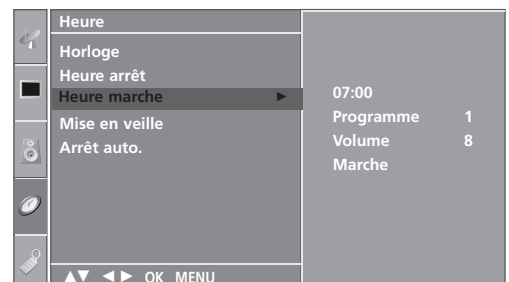 Heure
Horloge
Heure arrêt
Heure marche ►
Mise en veille
Arrêt auto.
07:00
Programme 1
Volume 8
Marche
▲▼ ◄► OK MENU